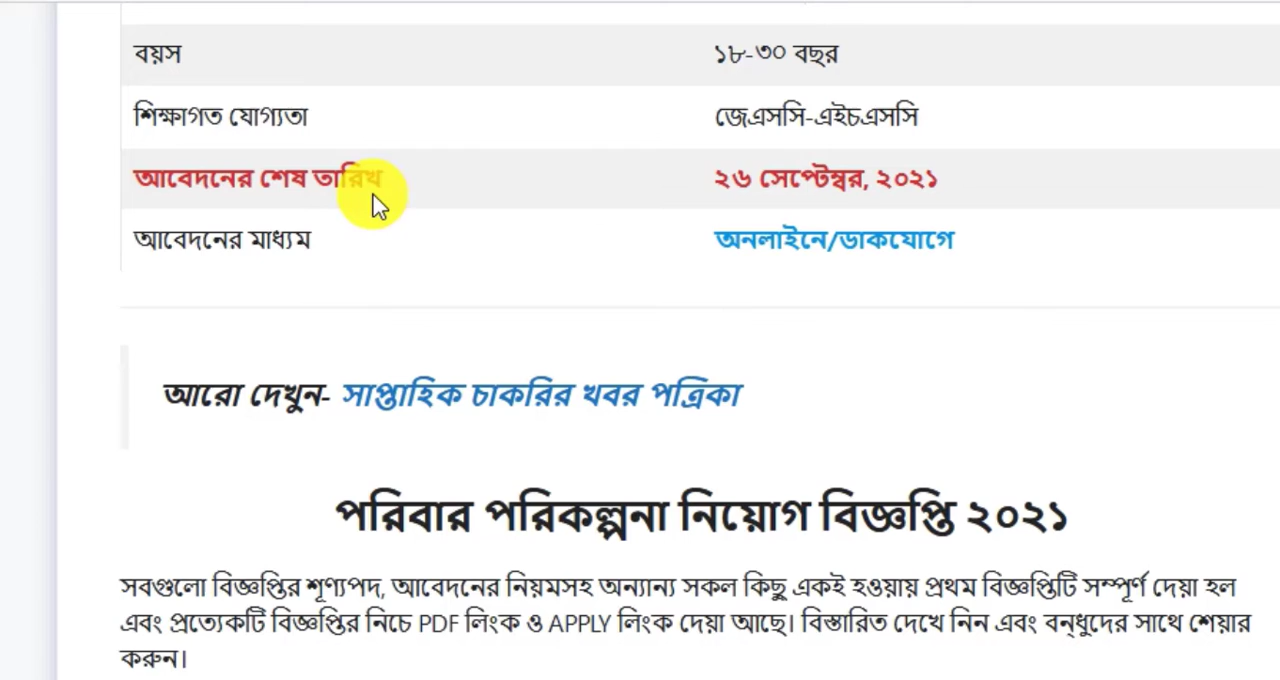 বয়স ১৮-৩০ বছর
শিক্ষাগত যোগ্যতা জেএসসি-এইচএসসি
আবেদনের শেষ তারিখ ২৬ সেপ্টেম্বর, ২০২১
আবেদনের মাধ্যম অনলাইনে/ডাকযোগে
আরো দেখুন- সাপ্তাহিক চাকরির খবর পত্রিকা
পরিবার পরিকল্পনা নিয়োগ বিজ্ঞপ্তি ২০২১
সবগুলো বিজ্ঞপ্তির শূণ্যপদ, আবেদনের নিয়মসহ অন্যান্য সকল কিছু একই হওয়ায় প্রথম বিজ্ঞপ্তিটি সম্পূর্ণ দেয়া হল
এবং প্রত্যেকটি বিজ্ঞপ্তির নিচে PDF লিংক ও APPLY লিংক দেয়া আছে। বিস্তারিত দেখে নিন এবং বন্ধুদের সাথে শেয়ার
করুন।